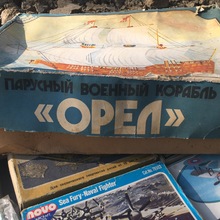 ПАРУСНЫЙ ВОЕННЫЙ КОРАБЛЬ
«ОРЕЛ»
novo
Sea Fury-Naval Fighter